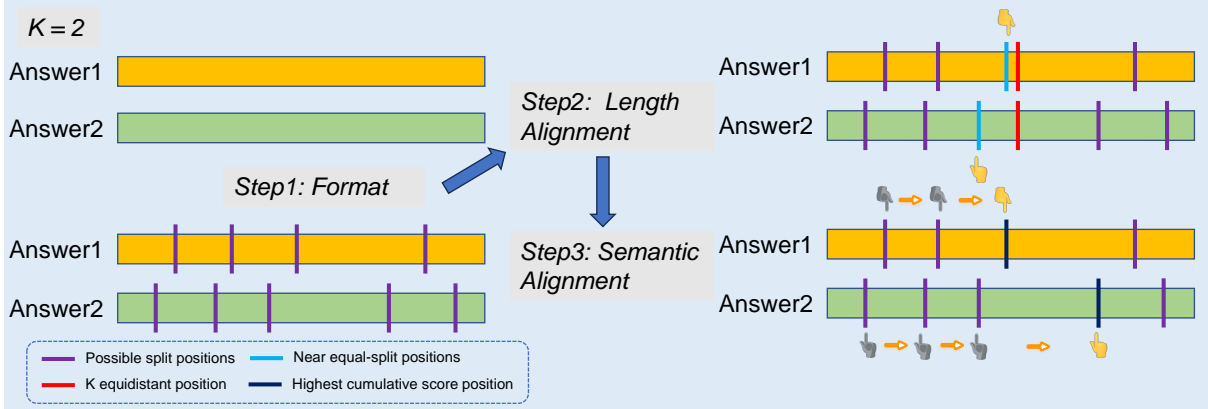 K = 2
Answer1
Answer2
Step1: Format
Answer1
Answer2
Step2: Length
Alignment
Step3: Semantic
Alignment
Answer1
Answer2
Answer1
Answer2
Possible split positions
Near equal-split positions
K equidistant position
Highest cumulative score position